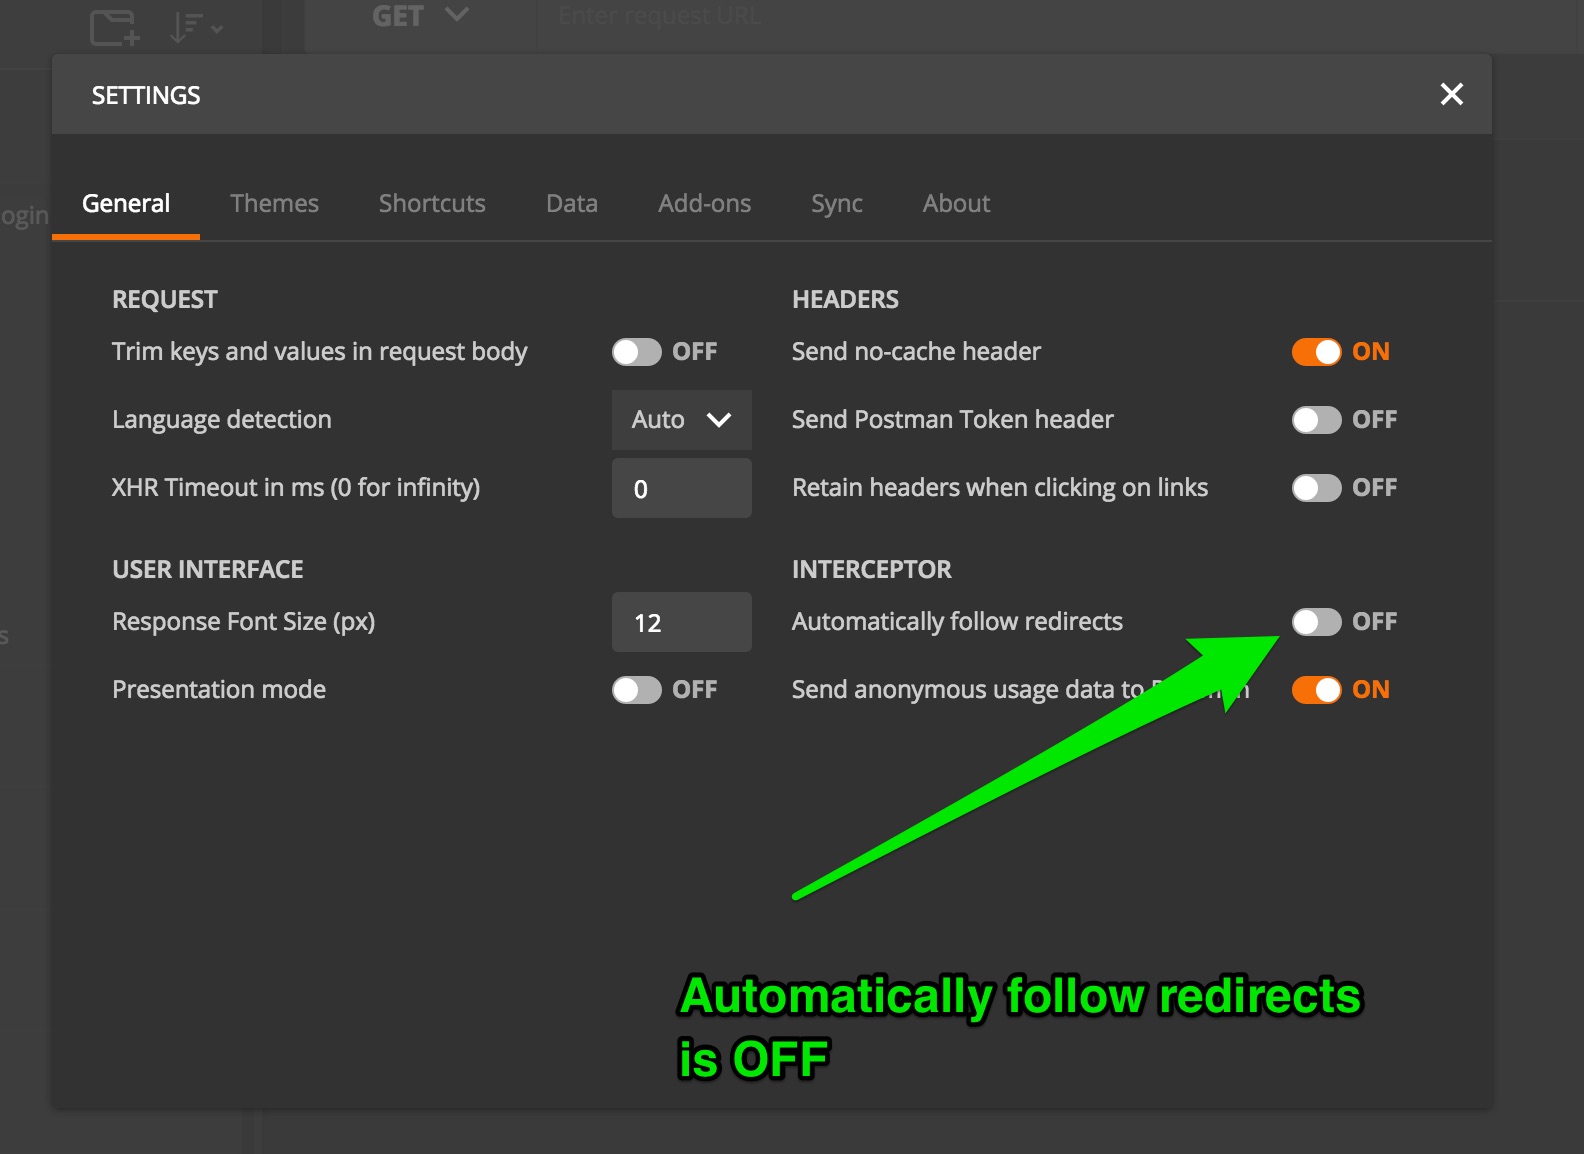 GET
Enter request URL
SETTINGS
General Themes Shortcuts Data Add-ons Sync About
ogin
REQUEST
Trim keys and values in request body OFF
Language detection Auto
XHR Timeout in ms (0 for infinity) 0
USER INTERFACE
Response Font Size (px) 12
Presentation mode OFF
HEADERS
Send no-cache header ON
Send Postman Token header OFF
Retain headers when clicking on links OFF
INTERCEPTOR
Automatically follow redirects OFF
Send anonymous usage data to ON
s
Automatically follow redirects
is OFF